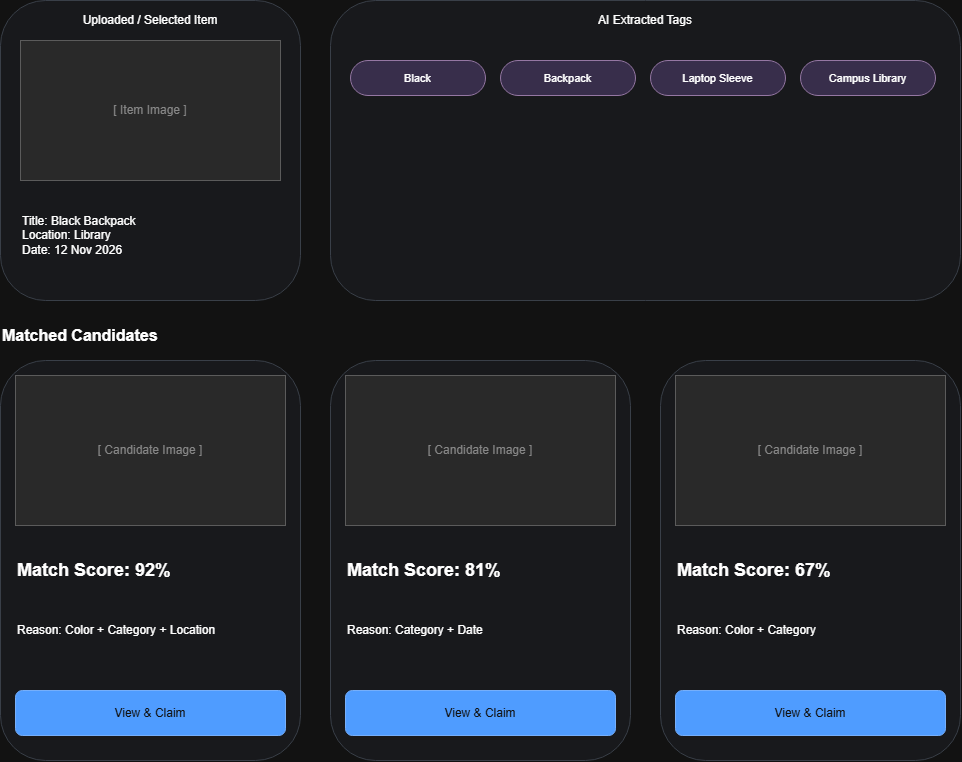 Uploaded / Selected Item
[ Item Image ]
Title: Black Backpack
Location: Library
Date: 12 Nov 2026
AI Extracted Tags
Black
Backpack
Laptop Sleeve
Campus Library
Matched Candidates
[ Candidate Image ]
Match Score: 92%
Reason: Color + Category + Location
View & Claim
[ Candidate Image ]
Match Score: 81%
Reason: Category + Date
View & Claim
[ Candidate Image ]
Match Score: 67%
Reason: Color + Category
View & Claim